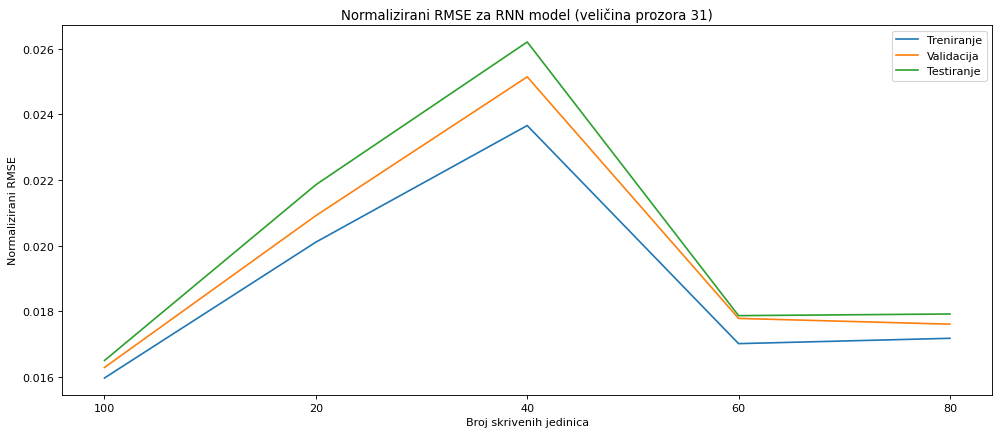 Normalizirani RMSE za RNN model (veličina prozora 31)
Treniranje
Validacija
Testiranje
Normalizirani RMSE
0.026
0.024
0.022
0.020
0.018
0.016
100 20 40 60 80
Broj skrivenih jedinica